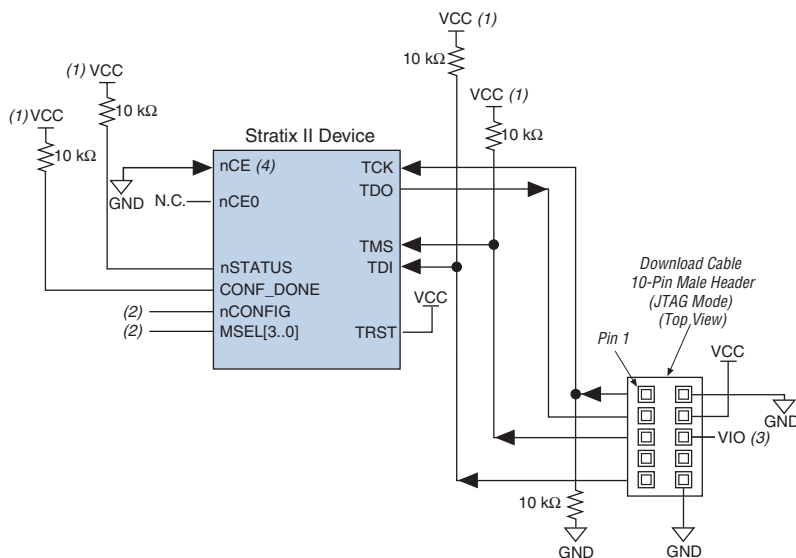 VCC (1)
10 kΩ
(1) VCC
10 kΩ
VCC (1)
10 kΩ
(1) VCC
10 kΩ
Stratix II Device
nCE (4)
GND
N.C.
nCE0
nSTATUS
CONF_DONE
(2)
nCONFIG
(2)
MSEL[3..0]
TCK
TDO
TMS
TDI
TRST
VCC
Download Cable
10-Pin Male Header
(JTAG Mode)
(Top View)
Pin 1
VCC
GND
VIO (3)
10 kΩ
GND
GND